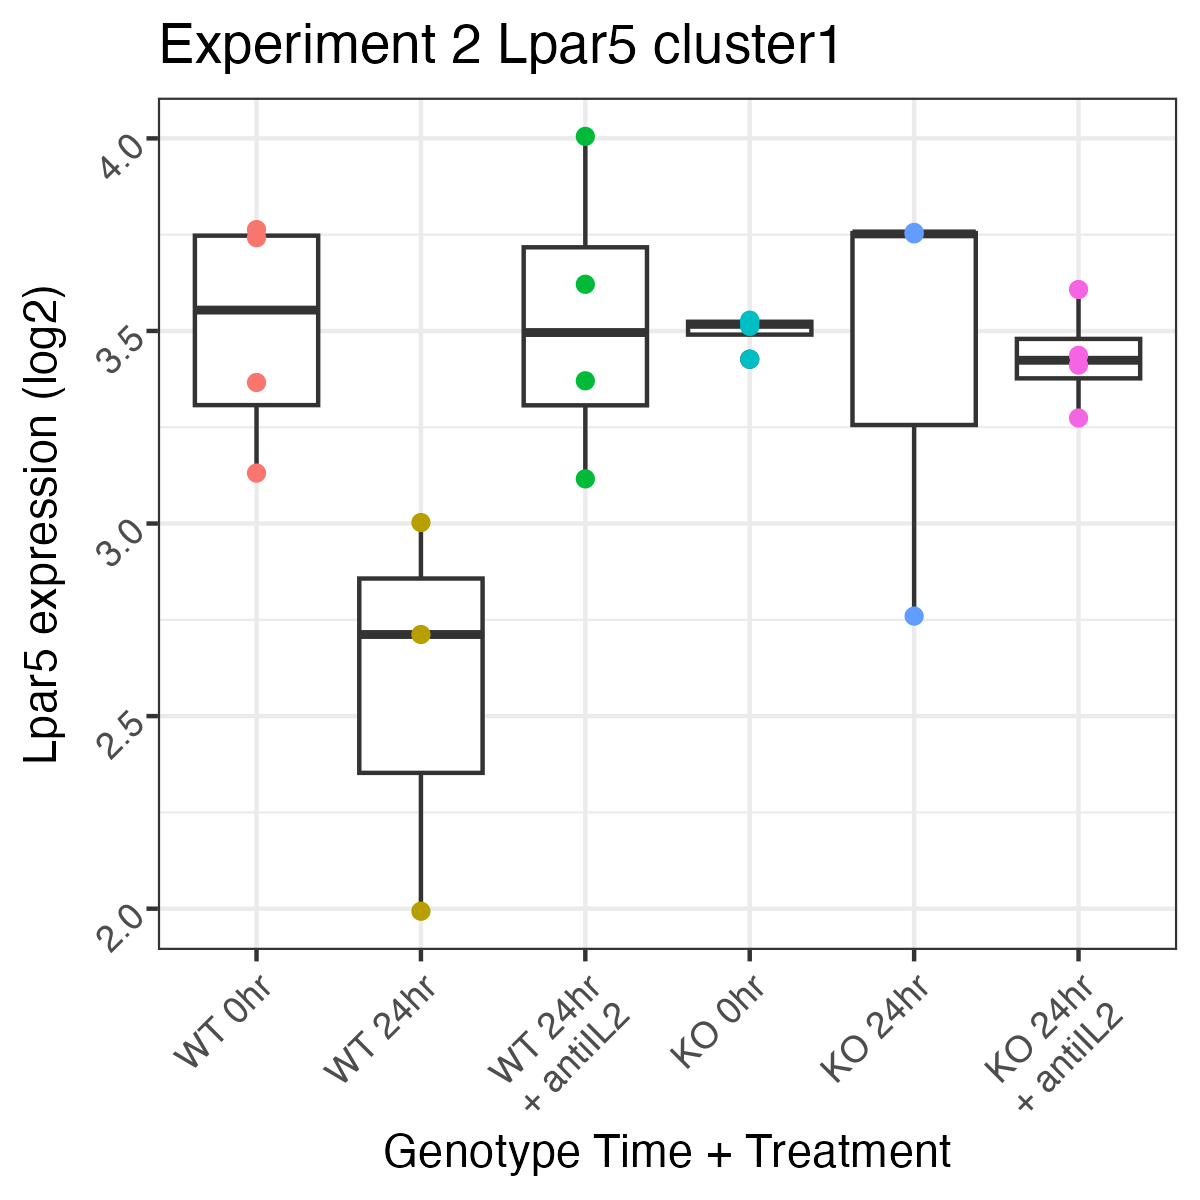 Experiment 2 Lpar5 cluster1
Lpar5 expression (log2)
4.0
3.5
3.0
2.5
2.0
WT 0hr
WT 24hr
WT 24hr
+ antiIL2
KO 0hr
KO 24hr
KO 24hr
+ antiIL2
Genotype Time + Treatment